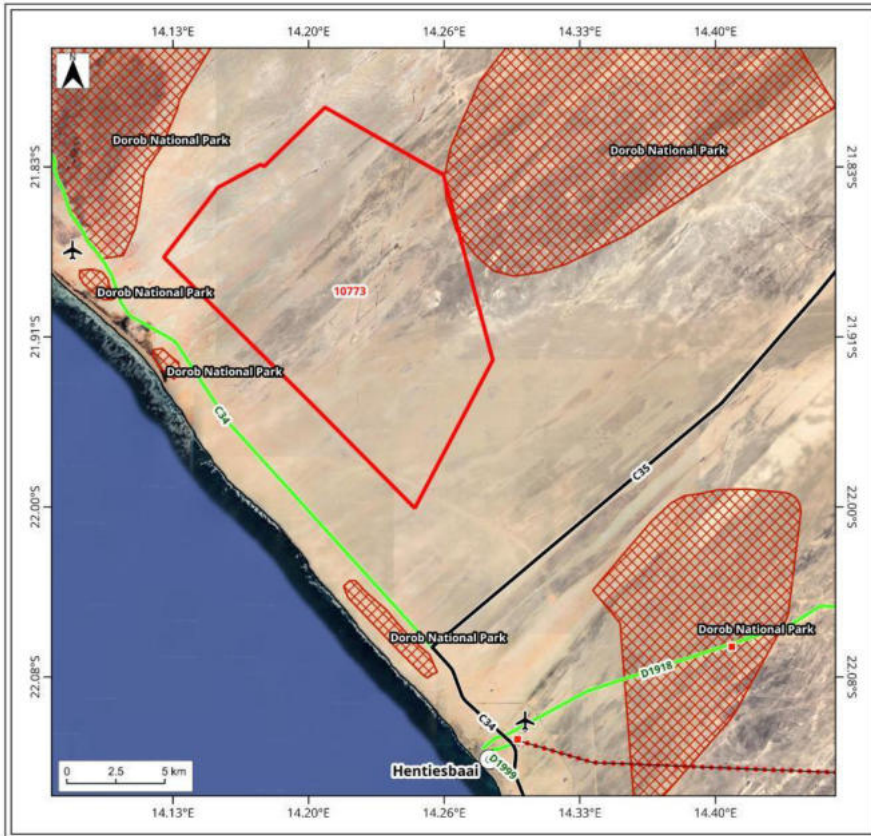 14.13°E 14.20°E 14.26°E 14.33°E 14.40°E
N
Dorob National Park
Dorob National Park
21.83°S
21.83°S
Dorob National Park
10773
21.91°S
21.91°S
Dorob National Park
C34
C35
22.00°S
22.00°S
Dorob National Park
Dorob National Park
D1918
22.08°S
22.08°S
C34
D1999
Hentiesbaai
0 2.5 5 km
14.13°E 14.20°E 14.26°E 14.33°E 14.40°E